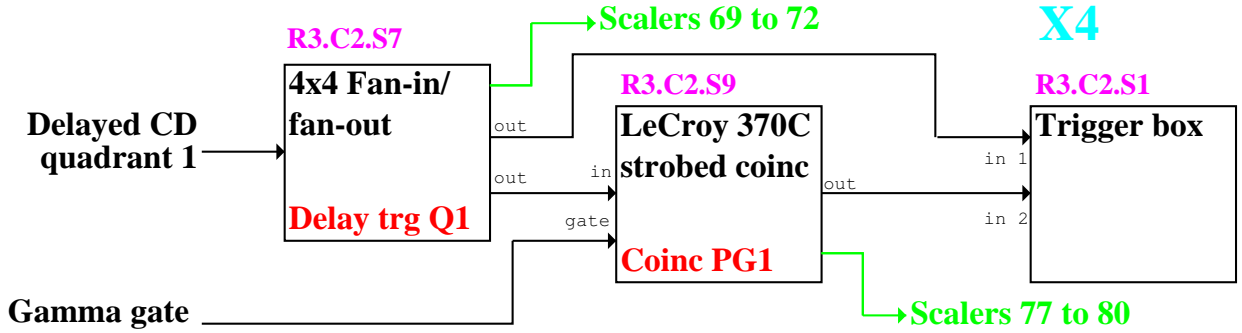 Scalers 69 to 72
X4
R3.C2.S7
4x4 Fan-in/
fan-out
out
out
Delay trg Q1
Delayed CD
quadrant 1
R3.C2.S9
LeCroy 370C
strobed coinc
in
gate
out
Coinc PG1
R3.C2.S1
Trigger box
in 1
in 2
Gamma gate
Scalers 77 to 80